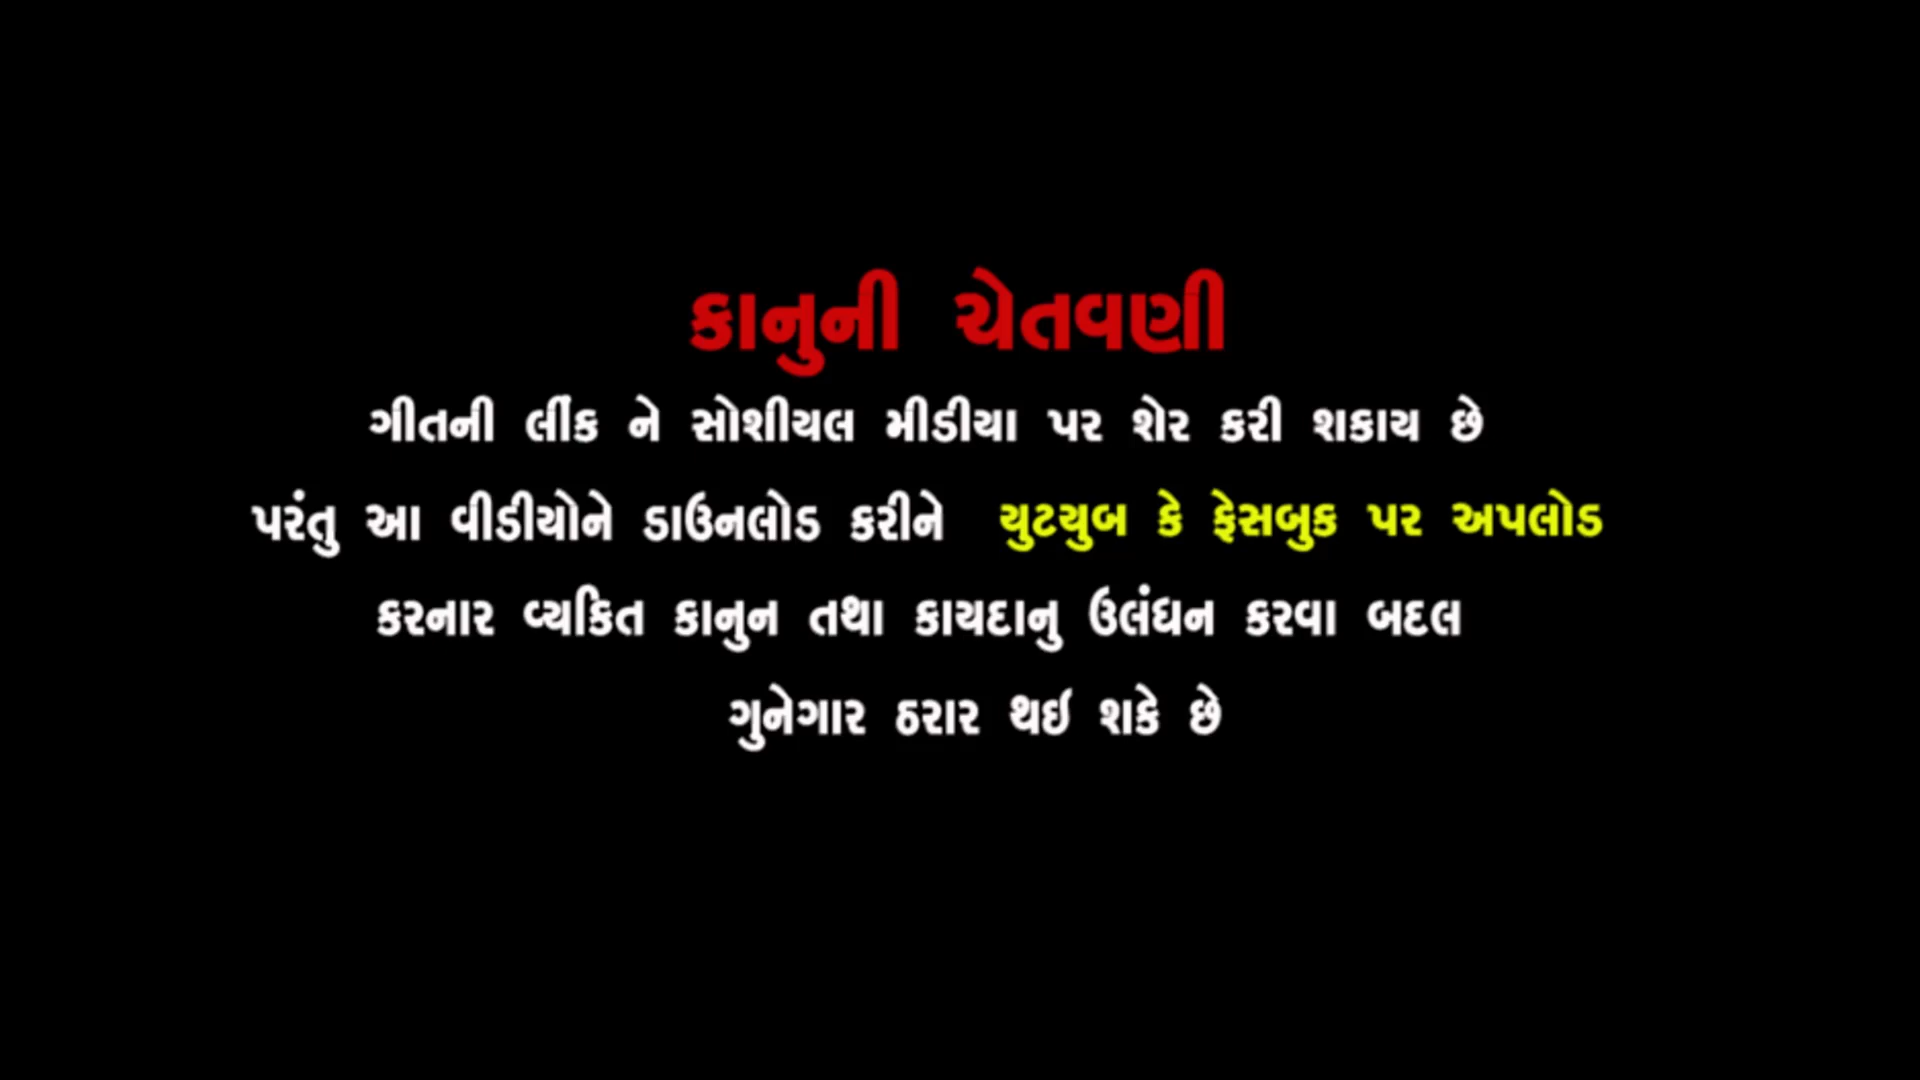 કાનુની ચેતવણી
ગીતની લીંક ને સોશીયલ મીડીયા પર શેર કરી શકાય છે
પરંતુ આ વીડીયોને ડાઉનલોડ કરીને યુટયુબ કે ફેસબુક પર અપલોડ
કરનાર વ્યકિત કાનુન તથા કાયદાનુ ઉલંઘન કરવા બદલ
ગુનેગાર ઠરાર થઇ શકે છે